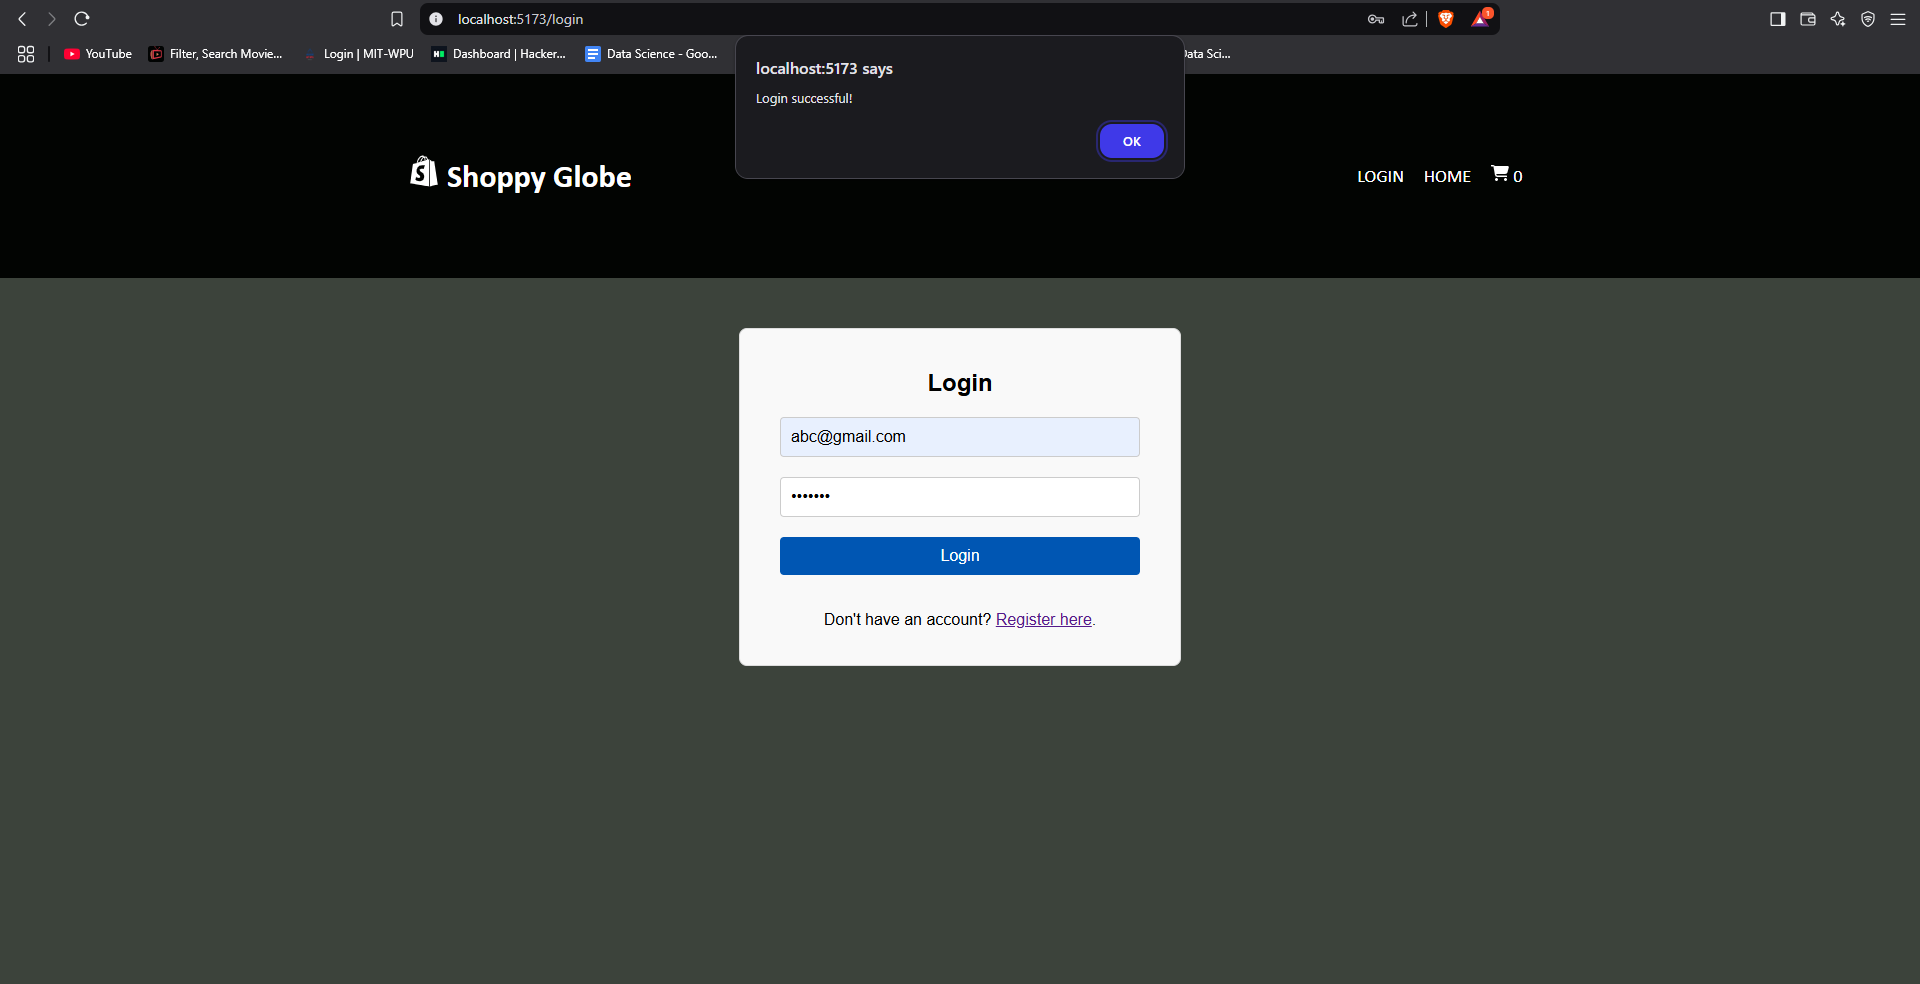 localhost:5173/login
1
YouTube
Filter, Search Movie...
Login | MIT-WPU
Dashboard | Hacker...
Data Science - Goo...
Data Sci...
localhost:5173 says
Login successful!
OK
Shoppy Globe
LOGIN
HOME
0
Login
abc@gmail.com
•••••••
Login
Don't have an account? Register here.